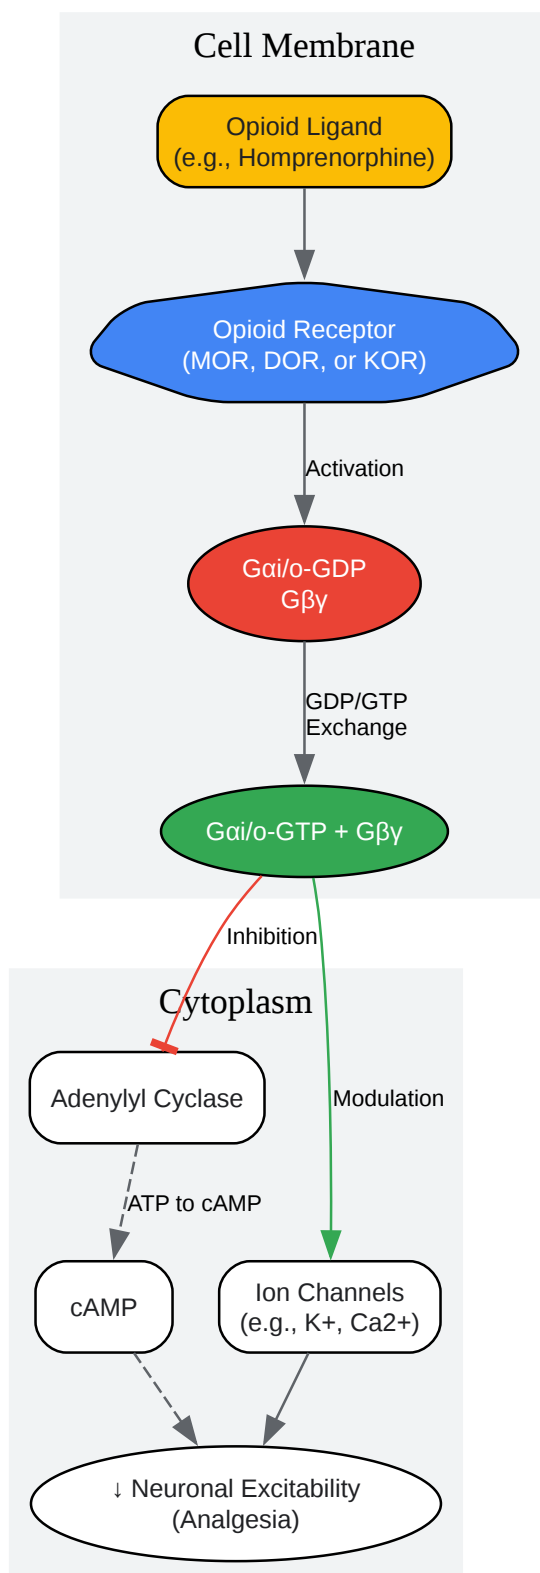 Cell Membrane
Opioid Ligand
(e.g., Homprenorphine)
Opioid Receptor
(MOR, DOR, or KOR)
Activation
Gαi/o-GDP
Gβγ
GDP/GTP
Exchange
Gαi/o-GTP + Gβγ
Inhibition
Cytoplasm
Adenylyl Cyclase
Modulation
ATP to cAMP
cAMP
Ion Channels
(e.g., K+, Ca2+)
↓ Neuronal Excitability
(Analgesia)